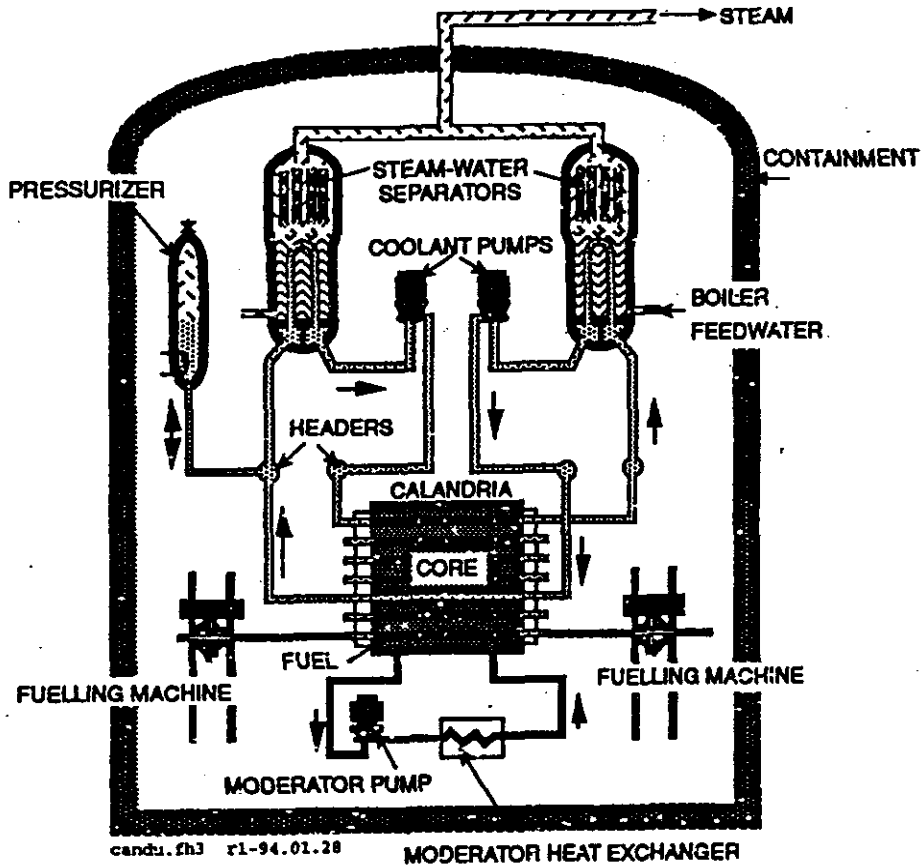 STEAM
CONTAINMENT
STEAM-WATER
SEPARATORS
PRESSURIZER
COOLANT PUMPS
BOILER
FEEDWATER
HEADERS
CALANDRIA
CORE
FUEL
FUELLING MACHINE
FUELLING MACHINE
MODERATOR PUMP
candu.fh3 r1-94.01.28
MODERATOR HEAT EXCHANGER